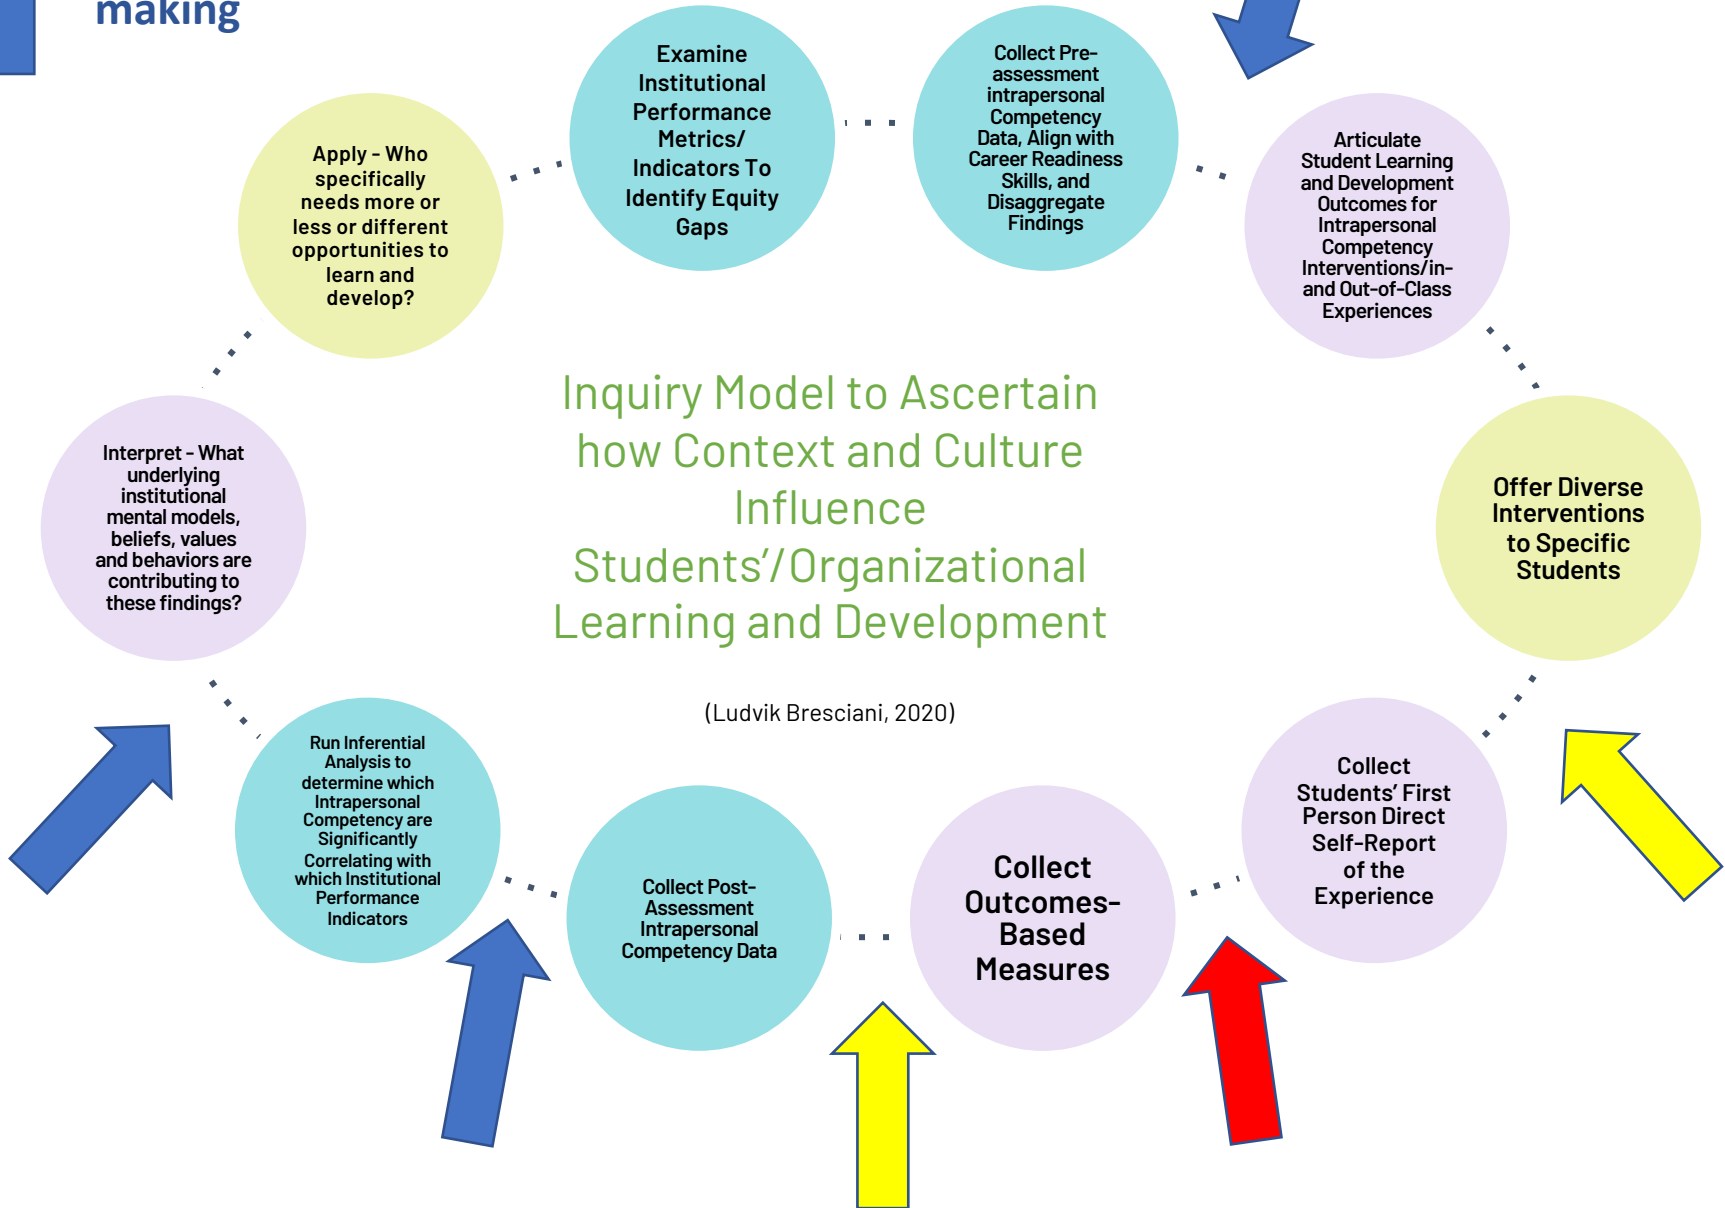 making
Examine
Institutional
Performance
Metrics/
Indicators To
Identify Equity
Gaps
Collect Pre-
assessment
intrapersonal
Competency
Data, Align with
Career Readiness
Skills, and
Disaggregate
Findings
Articulate
Student Learning
and Development
Outcomes for
Intrapersonal
Competency
Interventions/in-
and Out-of-Class
Experiences
Offer Diverse
Interventions
to Specific
Students
Collect
Students’ First
Person Direct
Self-Report
of the
Experience
Collect
Outcomes-
Based
Measures
Collect Post-
Assessment
Intrapersonal
Competency Data
Run Inferential
Analysis to
determine which
Intrapersonal
Competency are
Significantly
Correlating with
which Institutional
Performance
Indicators
Interpret - What
underlying
institutional
mental models,
beliefs, values
and behaviors are
contributing to
these findings?
Apply - Who
specifically
needs more or
less or different
opportunities to
learn and
develop?
Inquiry Model to Ascertain
how Context and Culture
Influence
Students’/Organizational
Learning and Development
(Ludvik Bresciani, 2020)